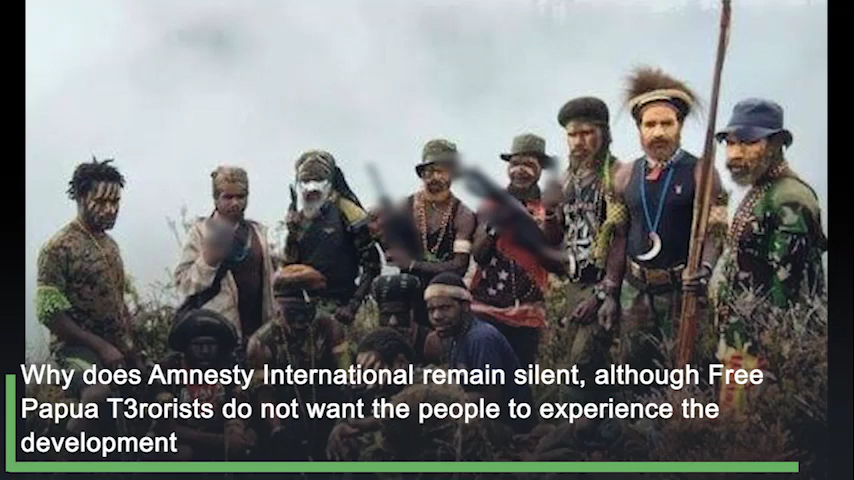 Why does Amnesty International remain silent, although Free
Papua T3rorists do not want the people to experience the
development